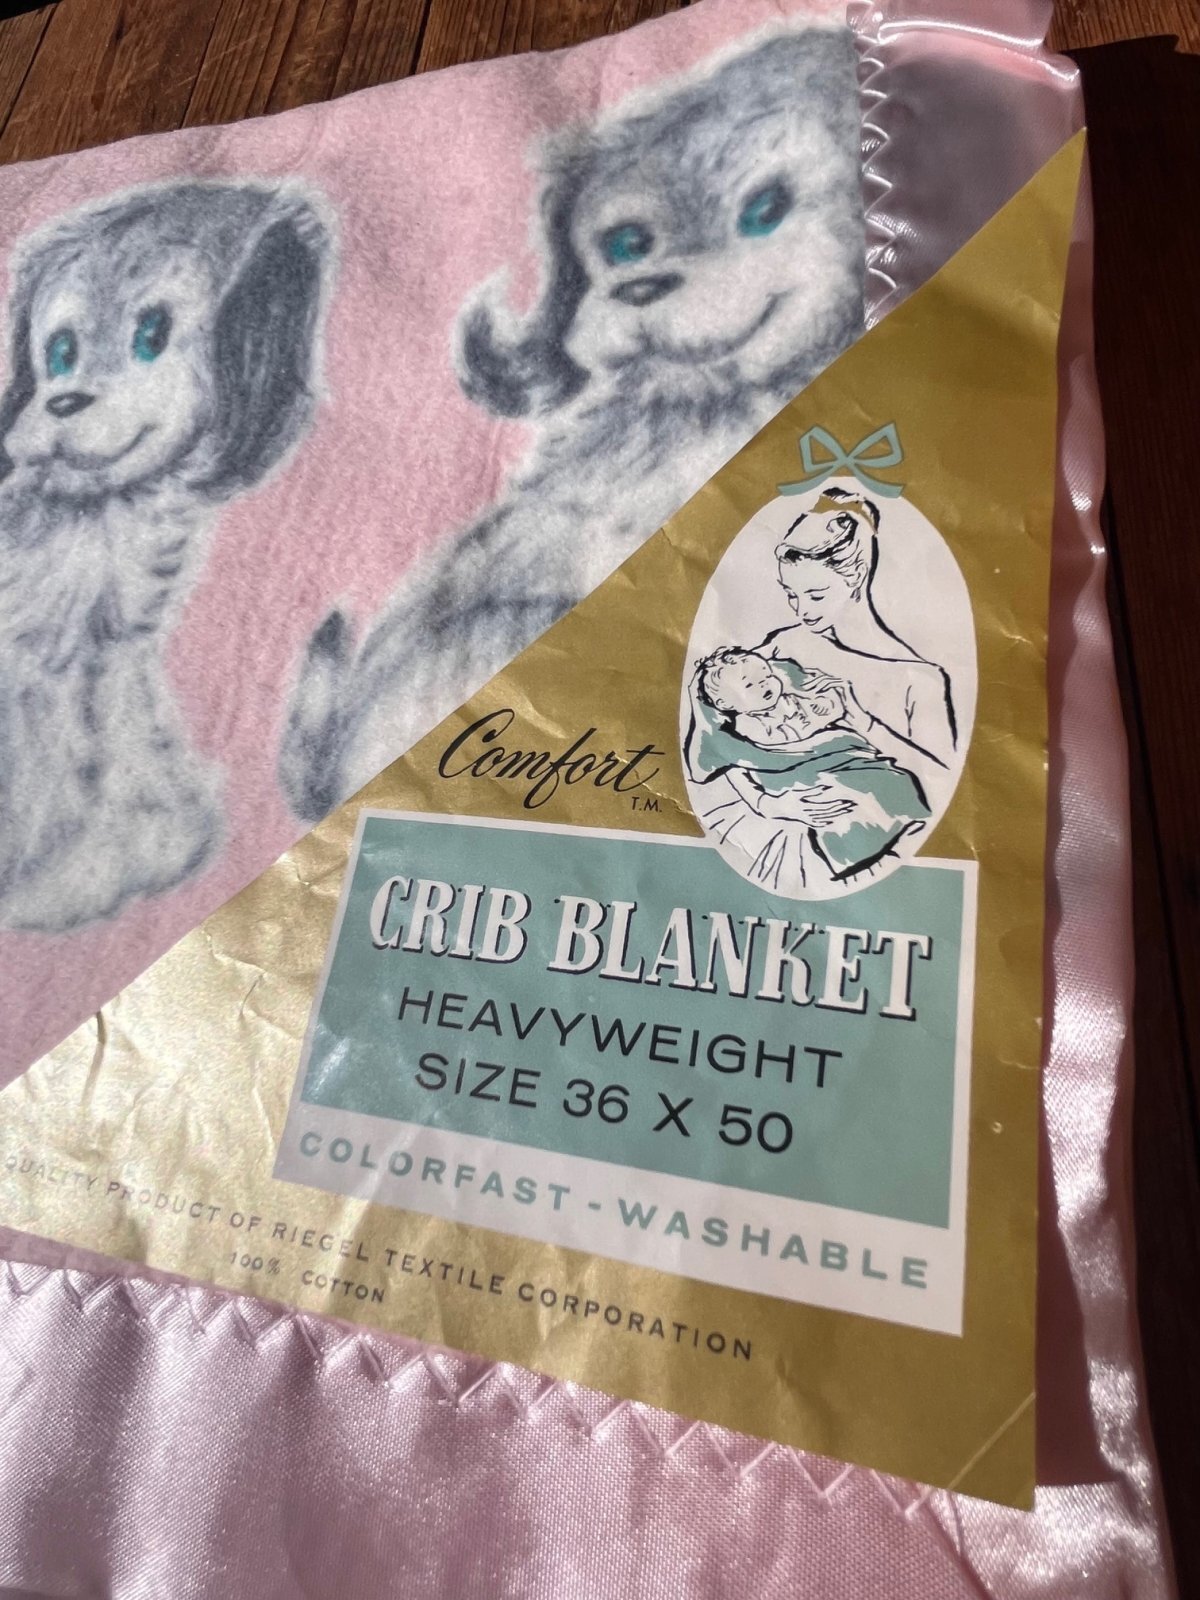 Comfort
T.M.
CRIB BLANKET
HEAVYWEIGHT
SIZE 36 X 50
COLORFAST - WASHABLE
QUALITY PRODUCT OF RIEGEL TEXTILE CORPORATION
100% COTTON